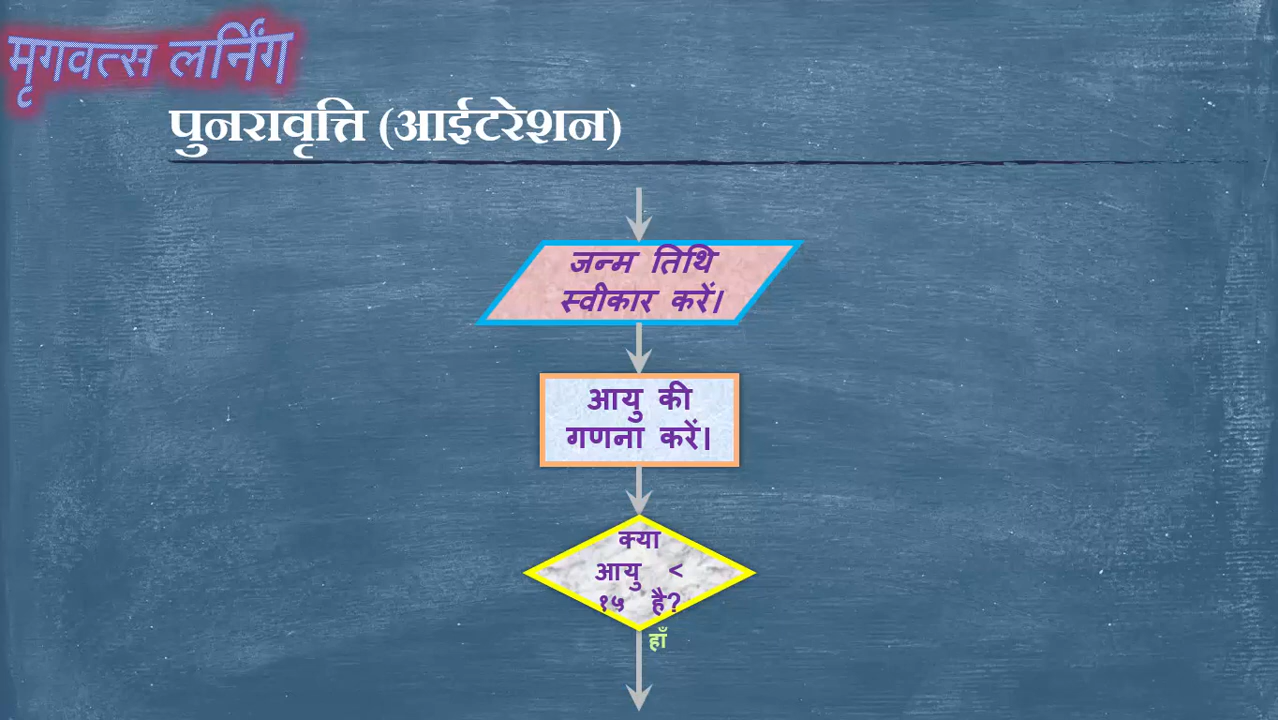 मृगवत्स लर्निंग
पुनरावृत्ति (आईटरेशन)
जन्म तिथि
स्वीकार करें।
आयु की
गणना करें।
क्या
आयु <
१५ है?
हाँ